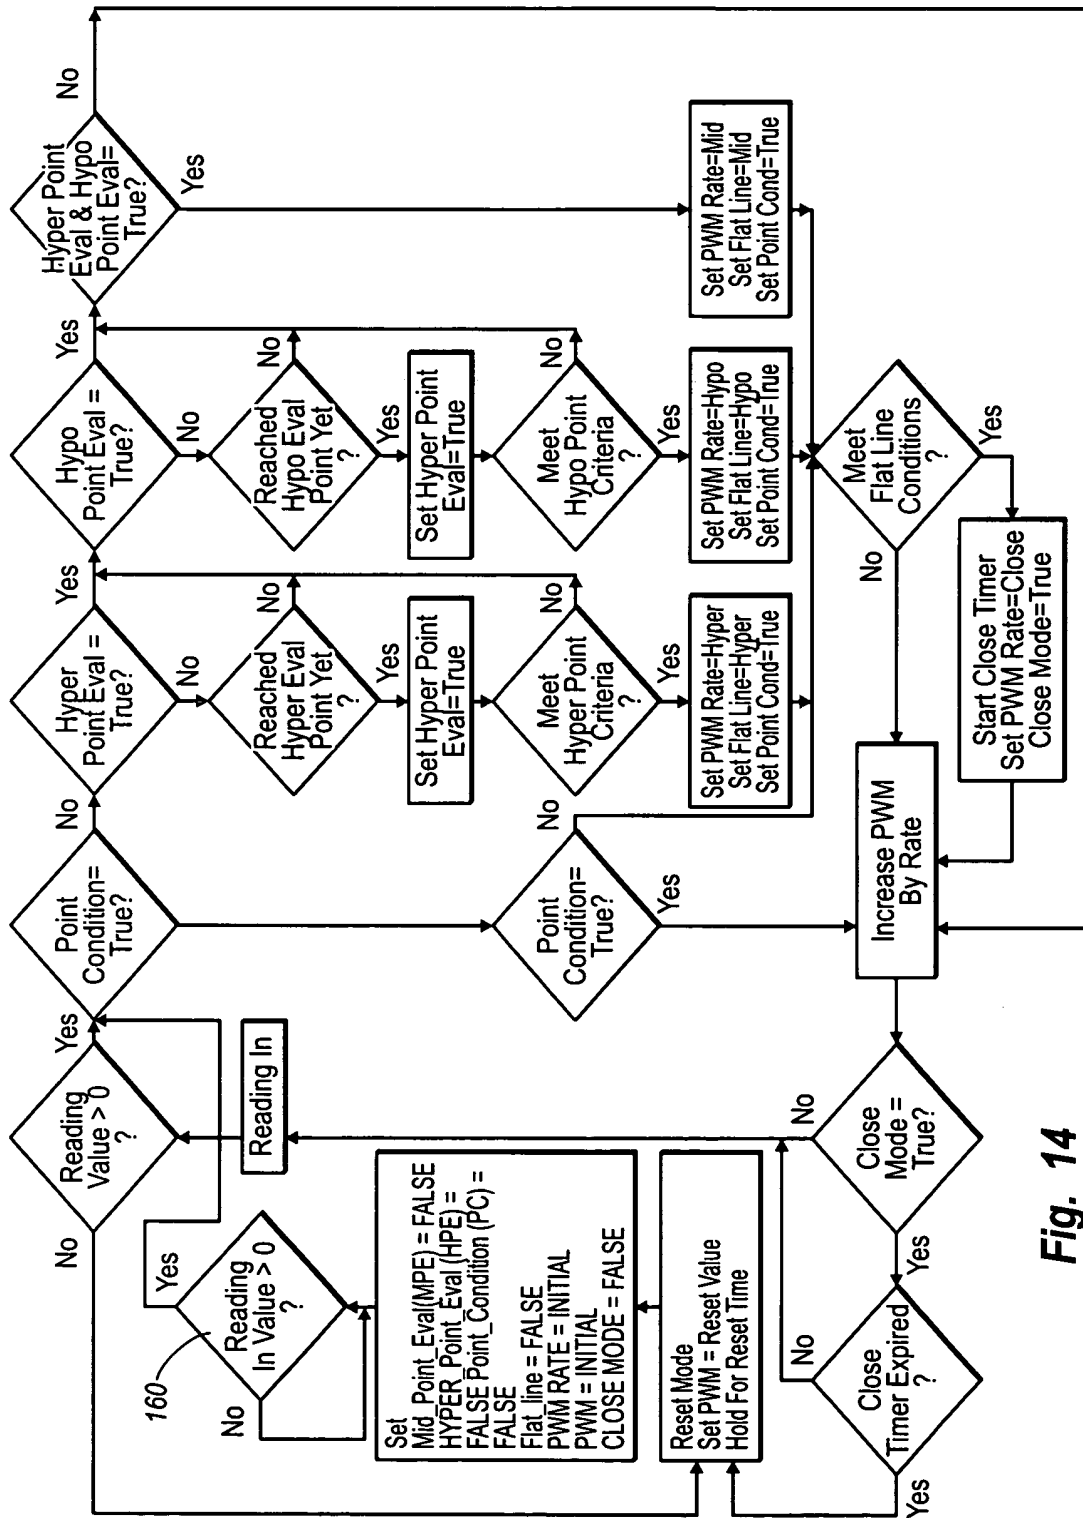 Reading
Value > 0
?
No
Yes
Point
Condition=
True?
No
Hyper
Point Eval =
True?
Yes
No
Hypo
Point Eval =
True?
Yes
No
Hyper Point
Eval & Hypo
Point Eval=
True?
No
Yes
160
Reading
In Value > 0
?
Yes
No
Reading In
Reached
Hyper Eval
Point Yet
?
No
Yes
Reached
Hypo Eval
Point Yet
?
No
Yes
Set
Mid_Point_Eval(MPE) = FALSE
HYPER_Point_Eval (HPE) =
FALSE Point_Condition (PC) =
FALSE
Flat_line = FALSE
PWM RATE = INITIAL
PWM = INITIAL
CLOSE MODE = FALSE
Set Hyper Point
Eval=True
Set Hyper Point
Eval=True
Point
Condition=
True?
No
Yes
Meet
Hyper Point
Criteria
?
No
Yes
Meet
Hypo Point
Criteria
?
No
Yes
Reset Mode
Set PWM = Reset Value
Hold For Reset Time
Set PWM Rate=Hyper
Set Flat Line=Hyper
Set Point Cond=True
Set PWM Rate=Hypo
Set Flat Line=Hypo
Set Point Cond=True
Set PWM Rate=Mid
Set Flat Line=Mid
Set Point Cond=True
Close
Timer Expired
?
No
Yes
Close
Mode =
True?
No
Yes
Increase PWM
By Rate
Meet
Flat Line
Conditions
?
No
Yes
Start Close Timer
Set PWM Rate=Close
Close Mode=True
Fig. 14